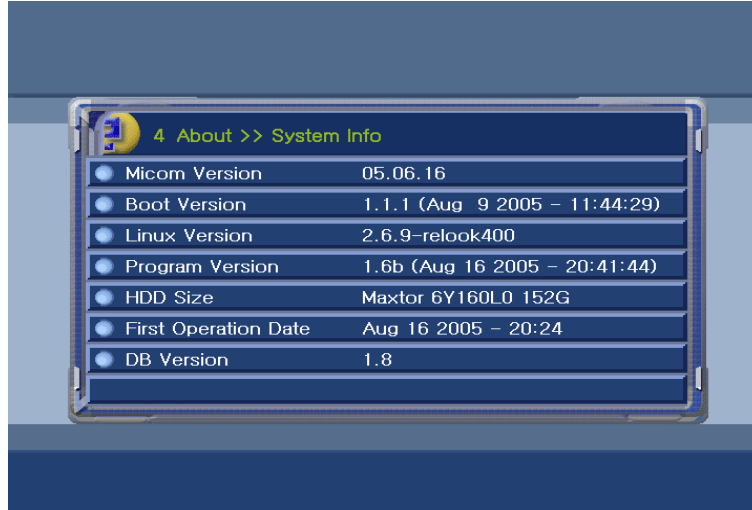 4 About >> System Info
Micom Version 05.06.16
Boot Version 1.1.1 (Aug 9 2005 - 11:44:29)
Linux Version 2.6.9-relook400
Program Version 1.6b (Aug 16 2005 - 20:41:44)
HDD Size Maxtor 6Y160L0 152G
First Operation Date Aug 16 2005 - 20:24
DB Version 1.8